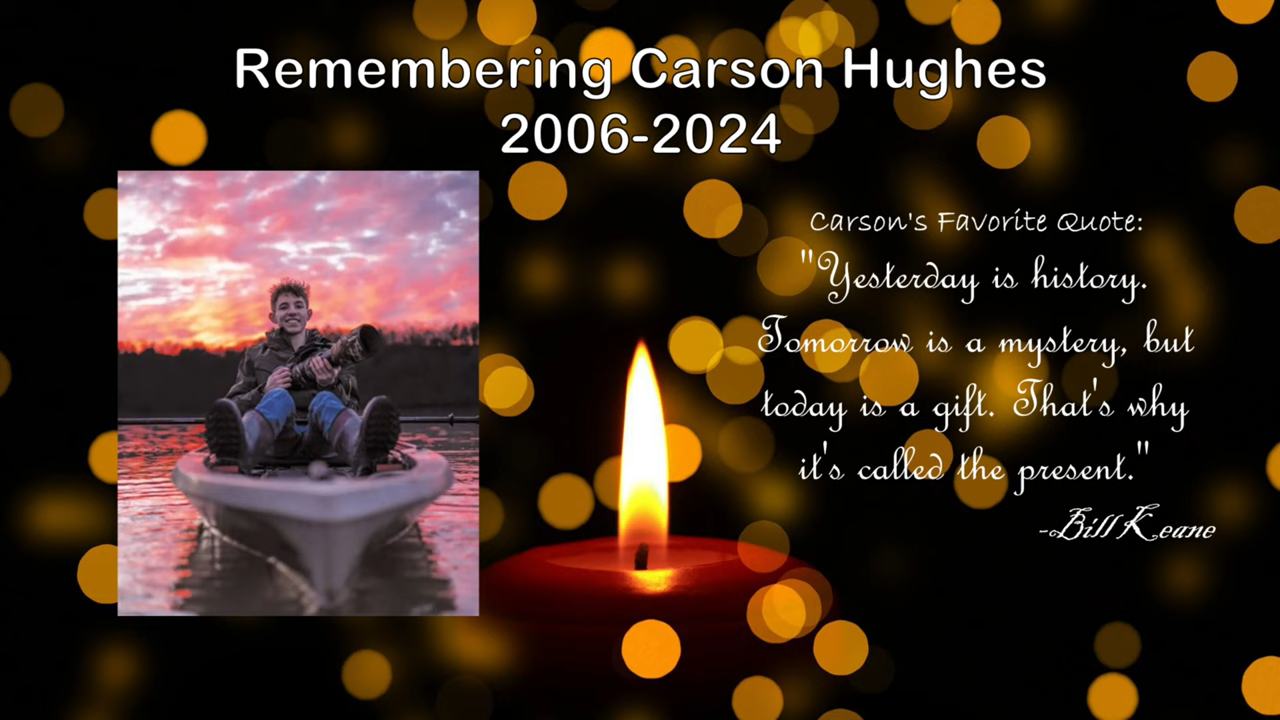 Remembering Carson Hughes
2006-2024
Carson's Favorite Quote:
"Yesterday is history.
Tomorrow is a mystery, but
today is a gift. That's why
it's called the present."
-Bill Keane